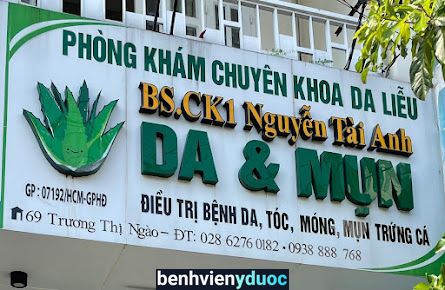 PHÒNG KHÁM CHUYÊN KHOA DA LIỄU
BS.CK1 Nguyễn Tài Anh
DA & MỤN
GP: 07192/HCM-GPHĐ
ĐIỀU TRỊ BỆNH DA, TÓC, MÓNG, MỤN TRỨNG CÁ
69 Trương Thị Ngào - ĐT: 028 6276 0182 - 0938 888 768
benhvienyduoc